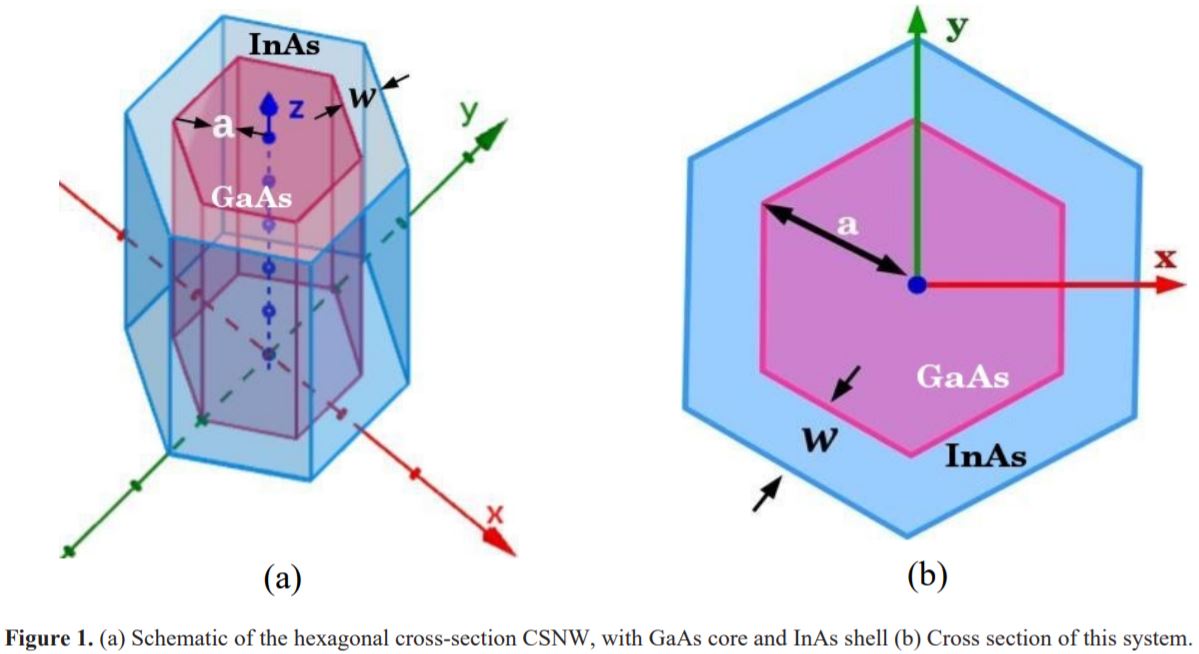 InAs
w
z
a
y
GaAs
x
(a)
y
x
a
GaAs
w
InAs
(b)
Figure 1. (a) Schematic of the hexagonal cross-section CSNW, with GaAs core and InAs shell (b) Cross section of this system.